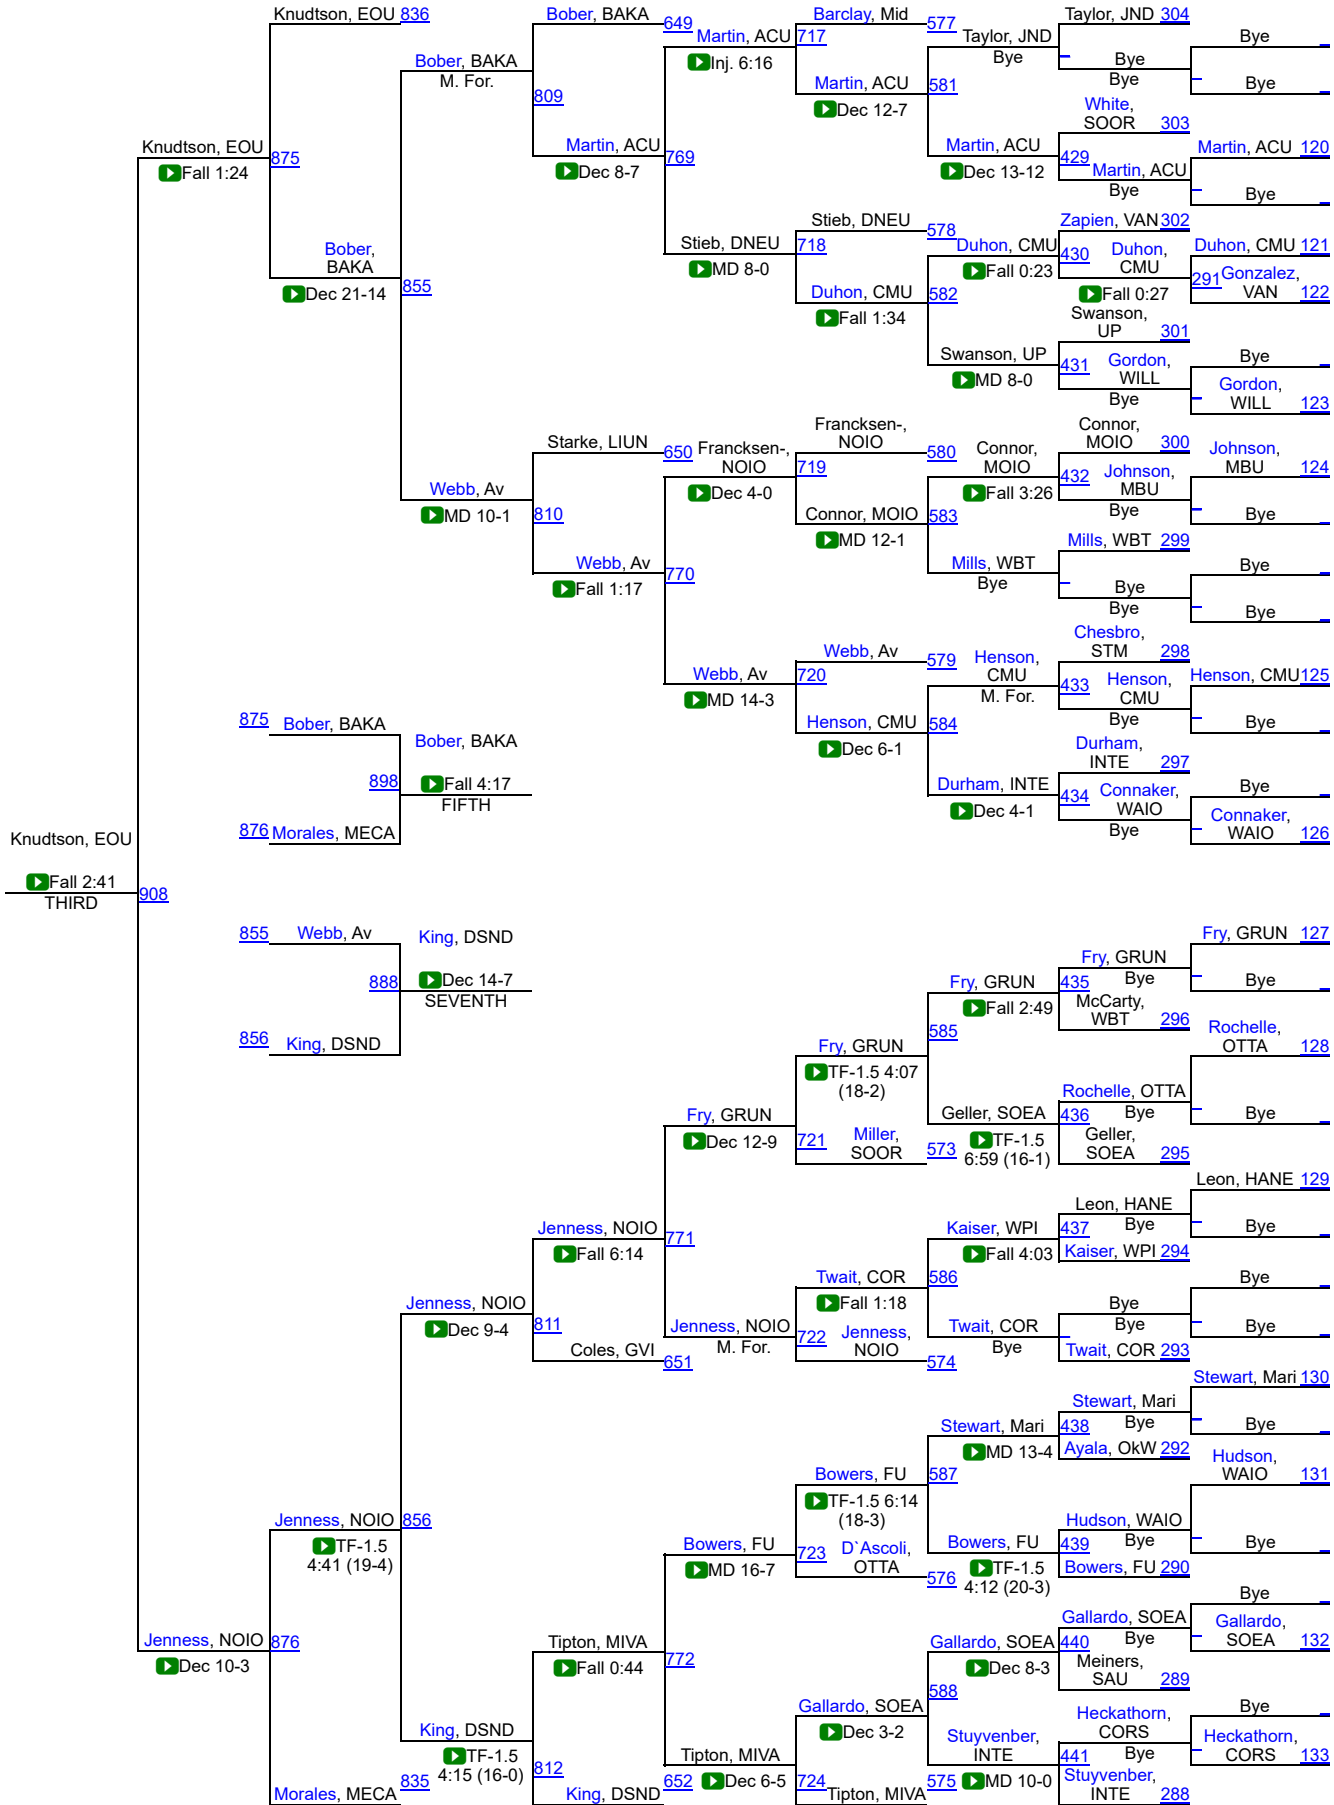 Knudtson, EOU 836
Bober, BAKA
649
Barclay, Mid
577
Taylor, JND 304
Martin, ACU
717
Taylor, JND
Bye
Bober, BAKA
M. For.
Inj. 6:16
Bye
Bye
Bye
Bye
809
Martin, ACU
581
Dec 12-7
White,
SOOR 303
Knudtson, EOU
875
Fall 1:24
Martin, ACU
769
Dec 8-7
Martin, ACU
429
Dec 13-12
Martin, ACU 120
Martin, ACU
Bye
Bye
Stieb, DNEU
578
Zapien, VAN 302
Stieb, DNEU
718
MD 8-0
Duhon, CMU
430
Fall 0:23
Duhon,
CMU
Fall 0:27
Duhon, CMU 121
291
Gonzalez,
VAN 122
Bober,
BAKA
855
Dec 21-14
Duhon, CMU
582
Fall 1:34
Swanson,
UP 301
Swanson, UP
431
MD 8-0
Gordon,
WILL
Bye
Bye
Gordon,
WILL 123
Starke, LIUN
650
Francksen-,
NOIO
719
Dec 4-0
Francksen-,
NOIO
580
Connor,
MOIO
432
Fall 3:26
Connor,
MOIO 300
Johnson,
MBU 124
Johnson,
MBU
Bye
Bye
Webb, Av
810
MD 10-1
Connor, MOIO
583
MD 12-1
Mills, WBT 299
Webb, Av
770
Fall 1:17
Mills, WBT
Bye
Bye
Bye
Bye
Bye
Chesbro,
STM 298
Webb, Av
579
Webb, Av
720
MD 14-3
Henson,
CMU
M. For.
433
Henson,
CMU
Bye
Henson, CMU 125
Bye
875
Bober, BAKA
Bober, BAKA
Henson, CMU
584
Dec 6-1
Durham,
INTE 297
898
Fall 4:17
FIFTH
Durham, INTE
434
Dec 4-1
Connaker,
WAIO
Bye
Bye
Connaker,
WAIO 126
876 Morales, MECA
Knudtson, EOU
Fall 2:41
THIRD
908
855
Webb, Av
King, DSND
Fry, GRUN 127
888
Dec 14-7
SEVENTH
Fry, GRUN
435
Fall 2:49
Fry, GRUN
Bye
McCarty,
WBT 296
Bye
856
King, DSND
Fry, GRUN
585
TF-1.5 4:07
(18-2)
Rochelle,
OTTA 128
Fry, GRUN
721
Dec 12-9
Miller,
SOOR
573
Geller, SOEA
436
TF-1.5
6:59 (16-1)
Rochelle, OTTA
Bye
Geller,
SOEA 295
Bye
Leon, HANE 129
Jenness, NOIO
771
Fall 6:14
Kaiser, WPI
437
Fall 4:03
Leon, HANE
Bye
Kaiser, WPI 294
Bye
Jenness, NOIO
811
Dec 9-4
Twait, COR
586
Fall 1:18
Bye
Coles, GVI
651
Jenness, NOIO
M. For.
722
Jenness,
NOIO
574
Twait, COR
Bye
Bye
Bye
Twait, COR 293
Bye
Stewart, Mari 130
Stewart, Mari
438
MD 13-4
Stewart, Mari
Bye
Ayala, OkW 292
Bye
Bowers, FU
587
TF-1.5 6:14
(18-3)
Hudson,
WAIO 131
Jenness, NOIO
856
TF-1.5
4:41 (19-4)
Bowers, FU
723
MD 16-7
D`Ascoli,
OTTA
576
Bowers, FU
439
TF-1.5
4:12 (20-3)
Hudson, WAIO
Bye
Bowers, FU 290
Bye
Bye
Jenness, NOIO
876
Dec 10-3
Tipton, MIVA
772
Fall 0:44
Gallardo, SOEA
440
Dec 8-3
Gallardo, SOEA
Bye
Meiners,
SAU 289
Gallardo,
SOEA 132
Gallardo, SOEA
588
Dec 3-2
Heckathorn,
CORS
Bye
King, DSND
812
TF-1.5
4:15 (16-0)
Tipton, MIVA
724
Dec 6-5
Stuyvenber,
INTE
441
MD 10-0
Bye
Stuyvenber,
INTE 288
Heckathorn,
CORS 133
Morales, MECA
835
King, DSND
652
Tipton, MIVA
575